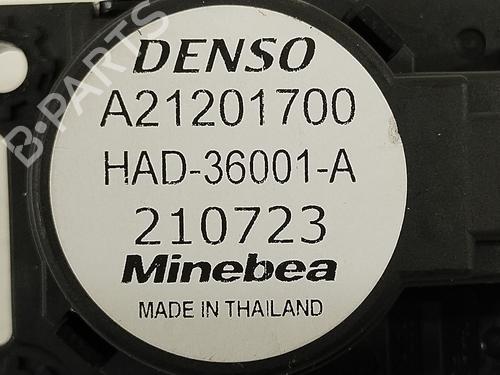 DENSO
A21201700
HAD-36001-A
210723
Minebea
MADE IN THAILAND
B-PARTS